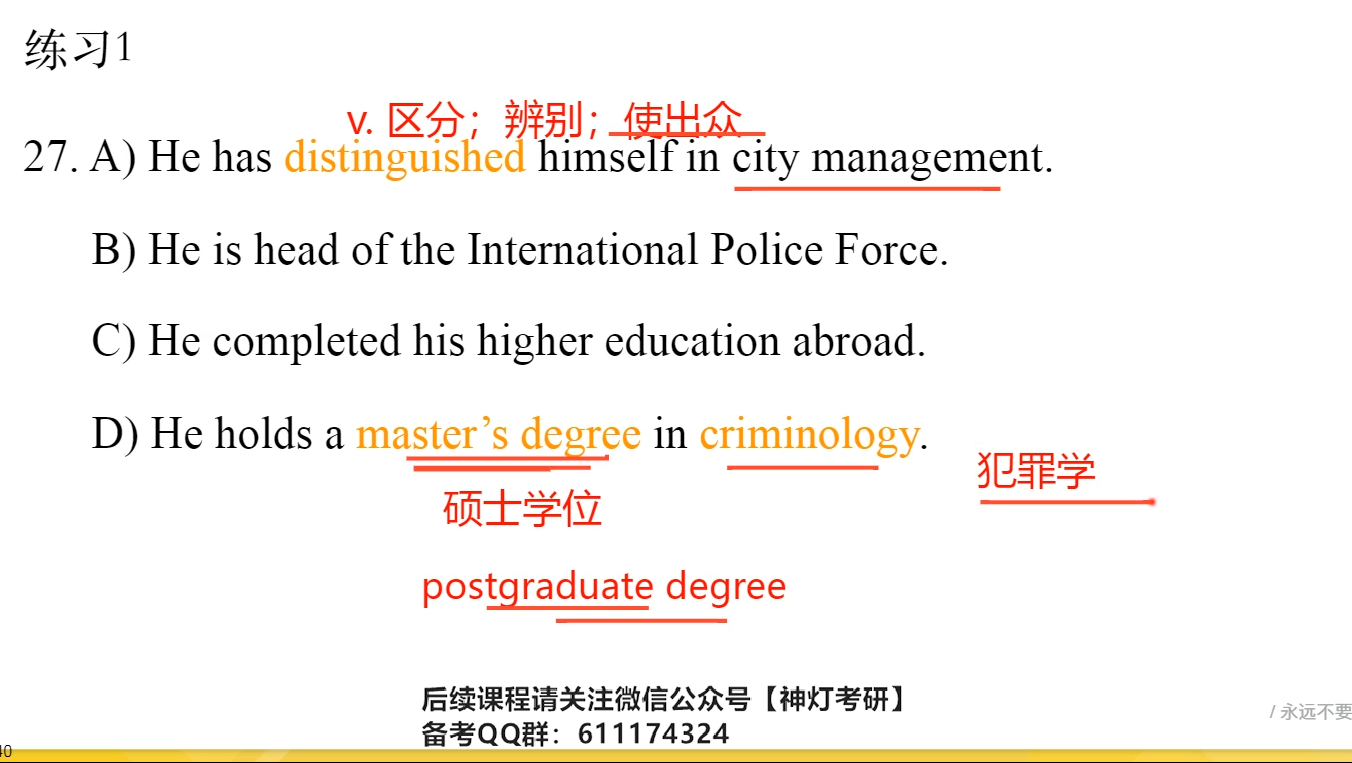 练习1
v. 区分；辨别；使出众
27. A) He has distinguished himself in city management.
B) He is head of the International Police Force.
C) He completed his higher education abroad.
D) He holds a master’s degree in criminology.
犯罪学
硕士学位
postgraduate degree
后续课程请关注微信公众号【神灯考研】
/ 永远不要
备考QQ群：611174324
40